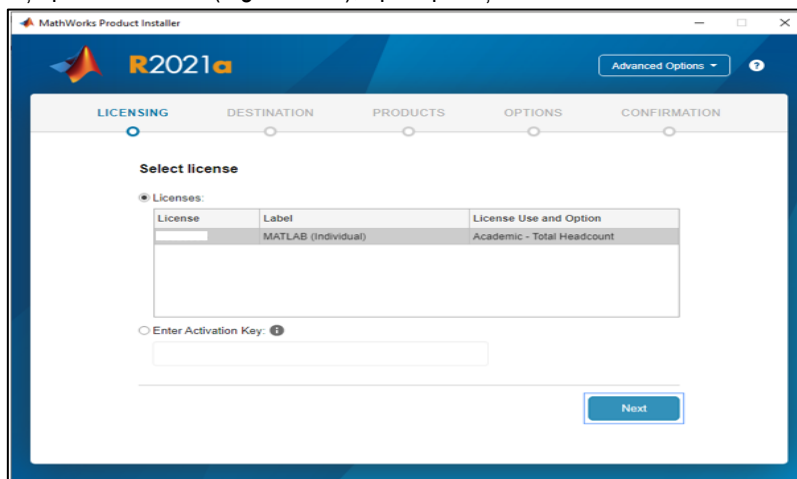 MathWorks Product Installer
R2021a
Advanced Options
LICENSING DESTINATION PRODUCTS OPTIONS CONFIRMATION
Select license
Licenses:
License Label License Use and Option
MATLAB (Individual) Academic - Total Headcount
Enter Activation Key:
Next